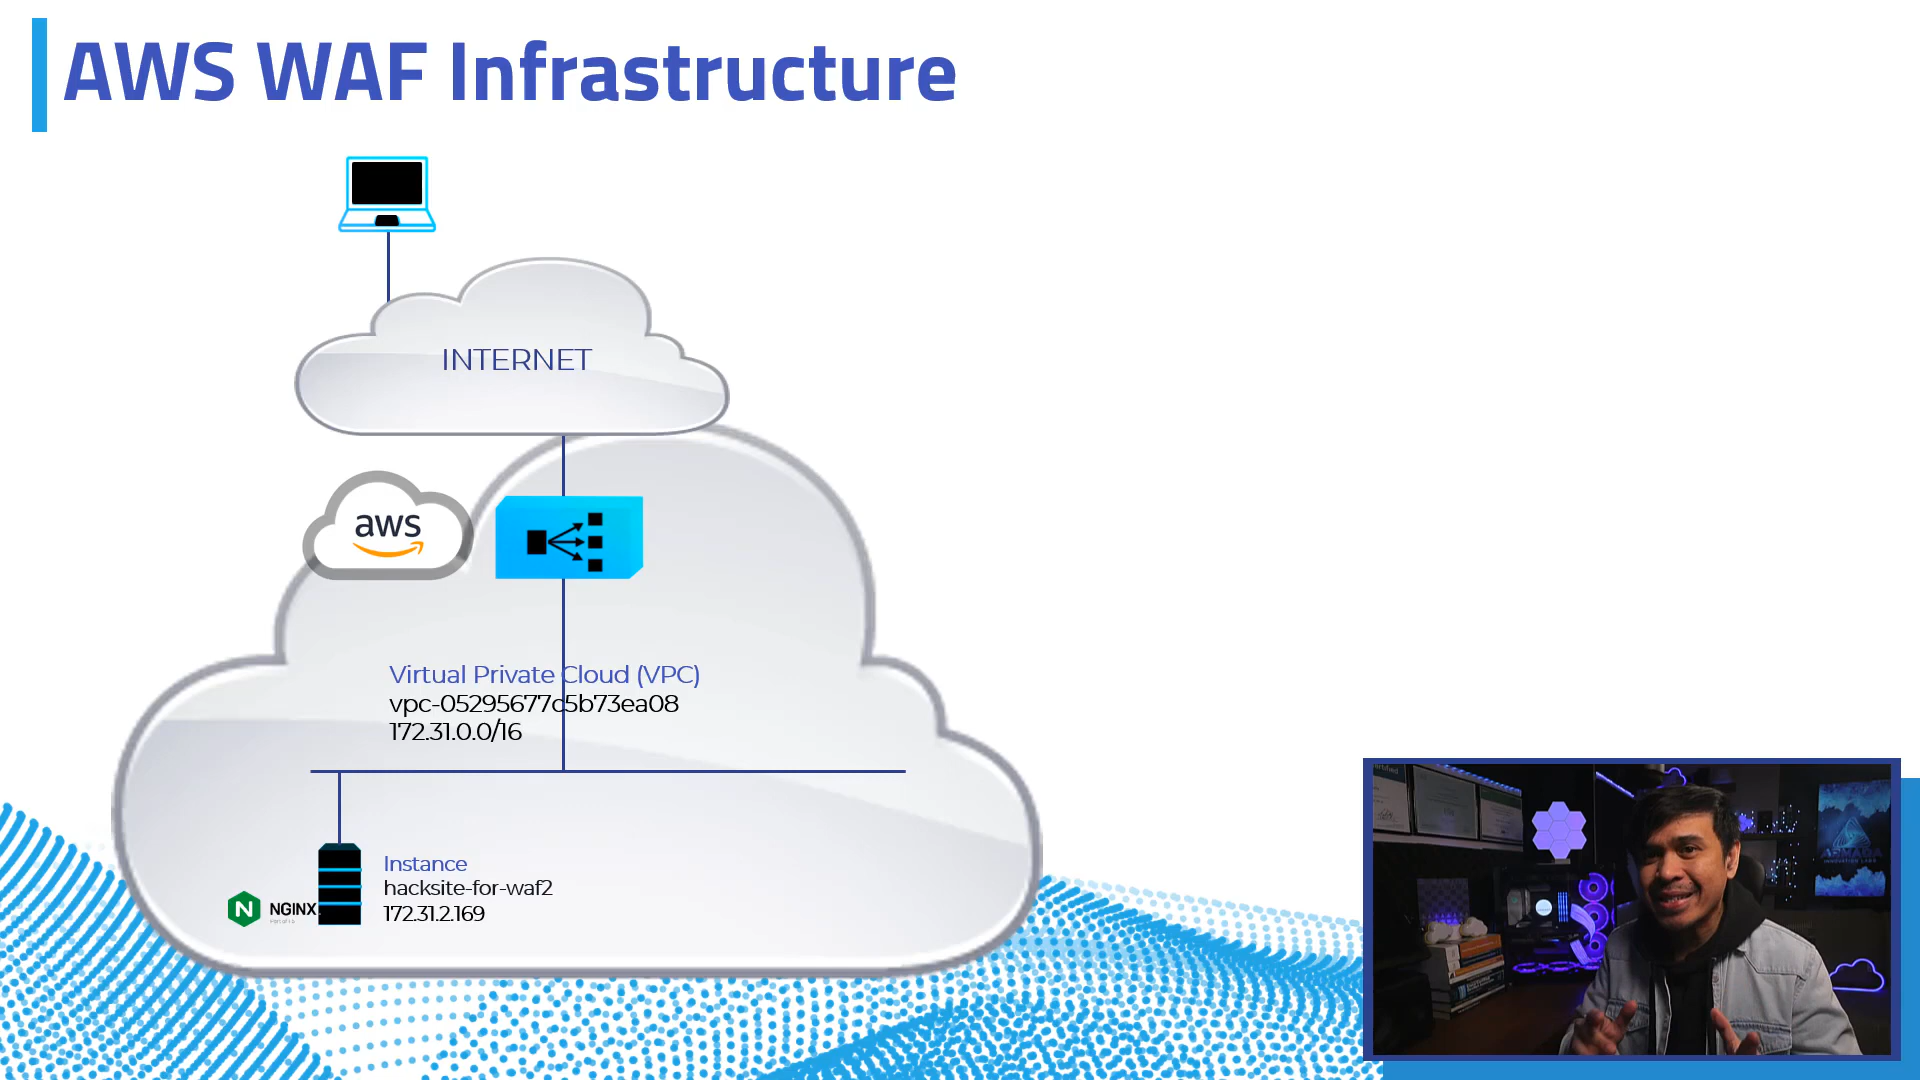 AWS WAF Infrastructure
INTERNET
aws
Virtual Private Cloud (VPC)
vpc-05295677c5b73ea08
172.31.0.0/16
Instance
hacksite-for-waf2
172.31.2.169
N NGINX